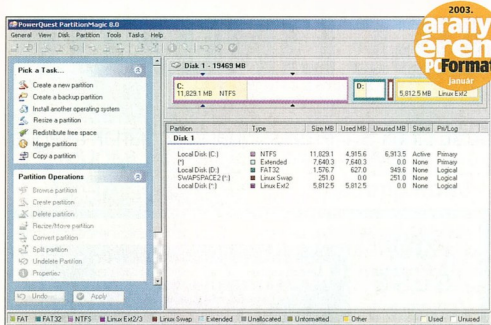 PowerQuest PartitionMagic 8.0
General View Disk Partition Tools Tasks Help
2003.
arany
érem
PCFormat
január
Pick a Task...
Create a new partition
Create a backup partition
Install another operating system
Resize a partition
Redistribute free space
Merge partitions
Copy a partition
Partition Operations
Browse partition
Create partition
Delete partition
Resize/Move partition
Convert partition
Split partition
Undelete Partition
Properties
Undo
Apply
Disk 1 - 19469 MB
C:
11,829.1 MB NTFS
D:
5,812.5 MB Linux Ext2
Partition Type Size MB Used MB Unused MB Status Pri/Log
Disk 1
Local Disk (C:) NTFS 11,829.1 4,915.6 6,913.5 Active Primary
(*) Extended 7,640.3 7,640.3 0.0 None Primary
Local Disk (D:) FAT32 1,576.7 627.0 949.6 None Logical
SWAPSPACE2 (*:) Linux Swap 251.0 0.0 251.0 None Logical
Local Disk (*:) Linux Ext2 5,812.5 5,812.5 0.0 None Logical
FAT FAT32 NTFS Linux Ext2/3 Linux Swap Extended Unallocated Unformatted Other Used Unused